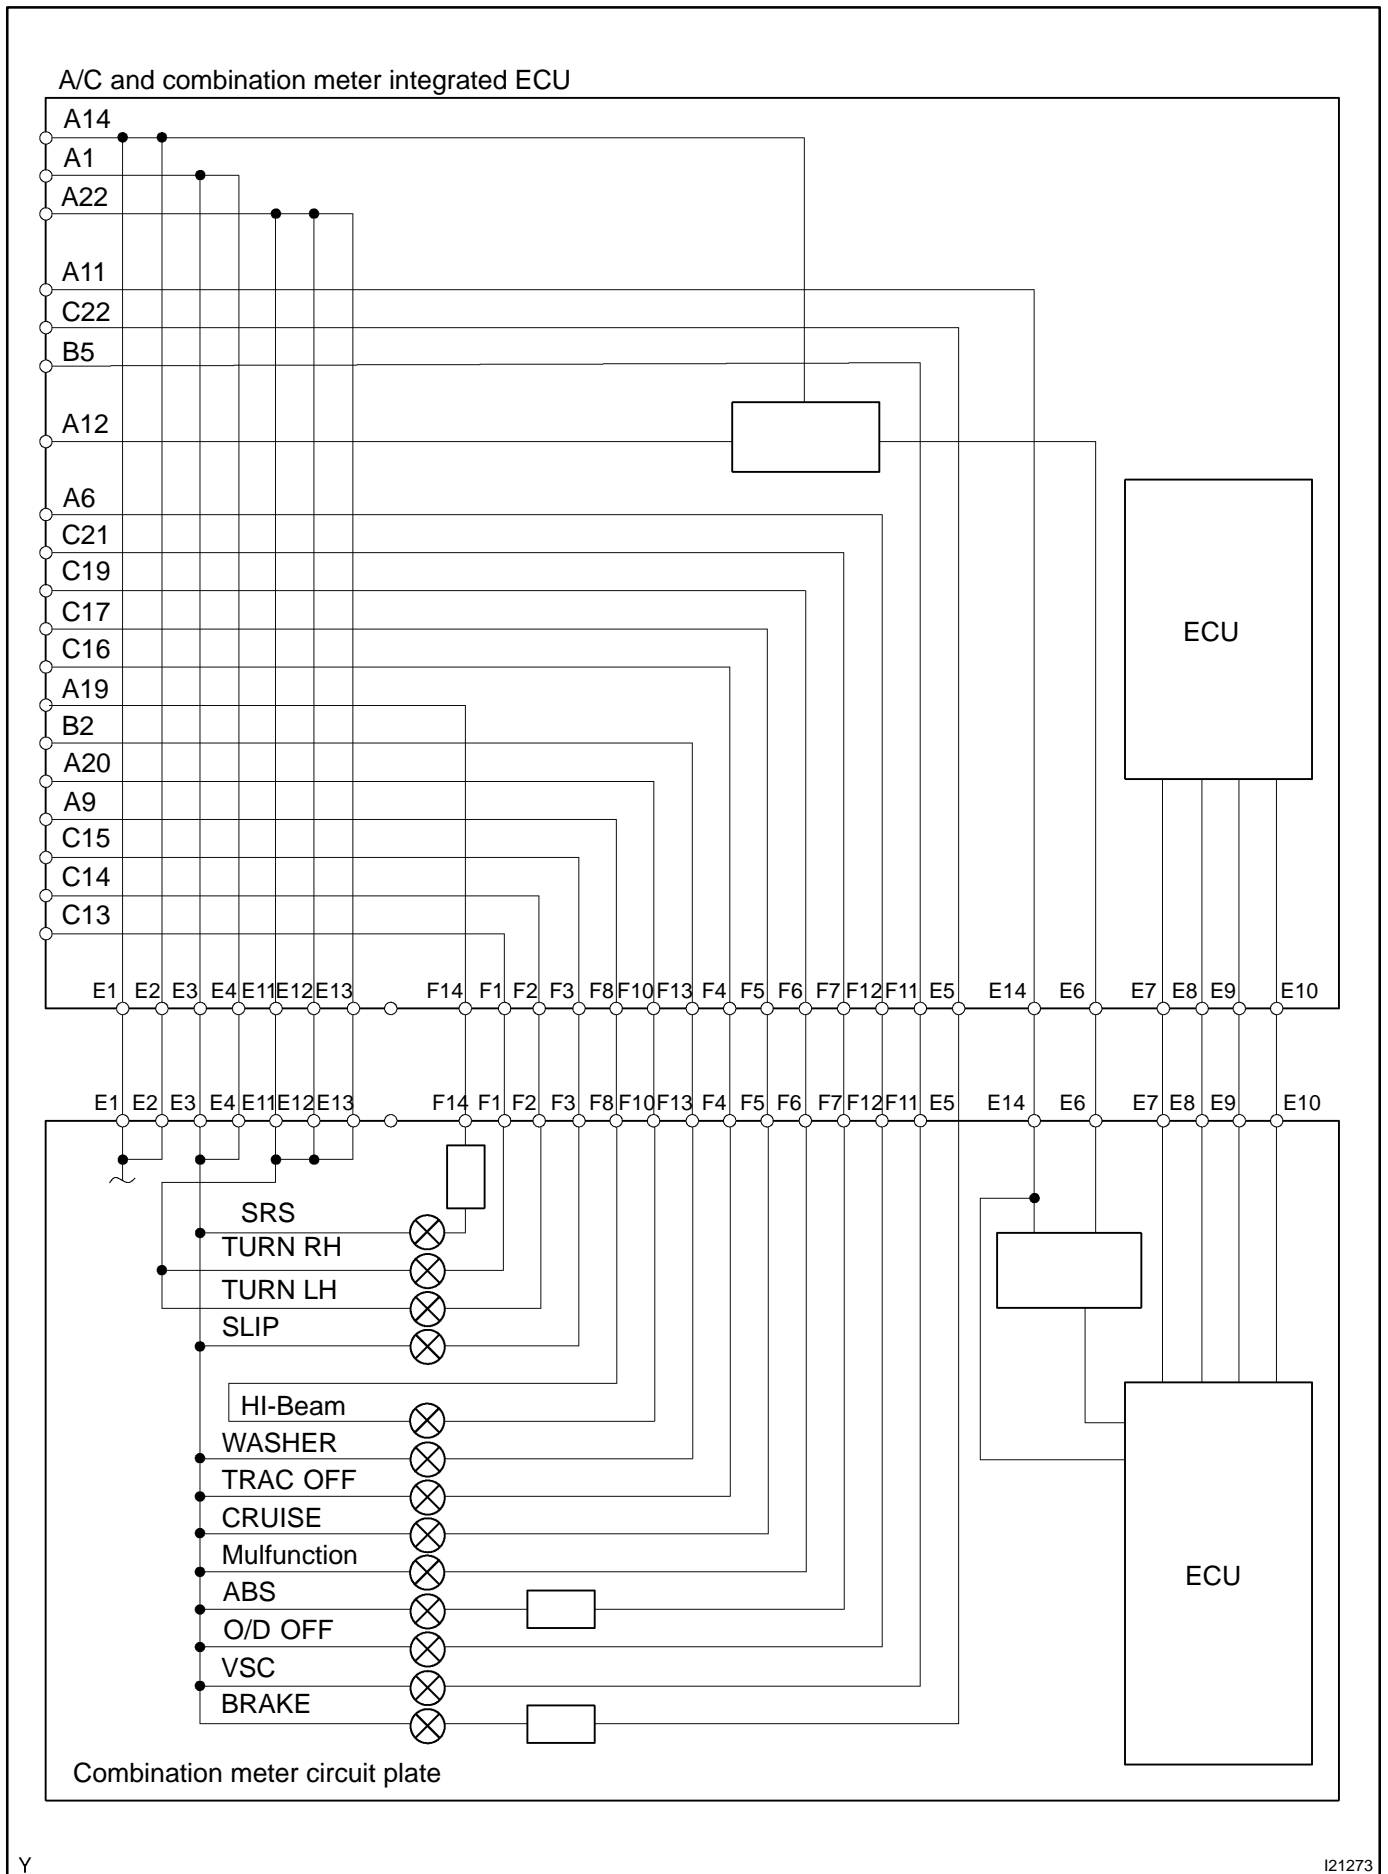 A/C and combination meter integrated ECU
A14
A1
A22
A11
C22
B5
A12
A6
C21
C19
C17
ECU
C16
A19
B2
A20
A9
C15
C14
C13
E1 E2 E3 E4 E11 E12 E13 F14 F1 F2 F3 F8 F10 F13 F4 F5 F6 F7 F12 F11 E5 E14 E6 E7 E8 E9 E10
E1 E2 E3 E4 E11 E12 E13 F14 F1 F2 F3 F8 F10 F13 F4 F5 F6 F7 F12 F11 E5 E14 E6 E7 E8 E9 E10
SRS
TURN RH
TURN LH
SLIP
HI-Beam
WASHER
TRAC OFF
CRUISE
Mulfunction
ECU
ABS
O/D OFF
VSC
BRAKE
Combination meter circuit plate
Y I21273